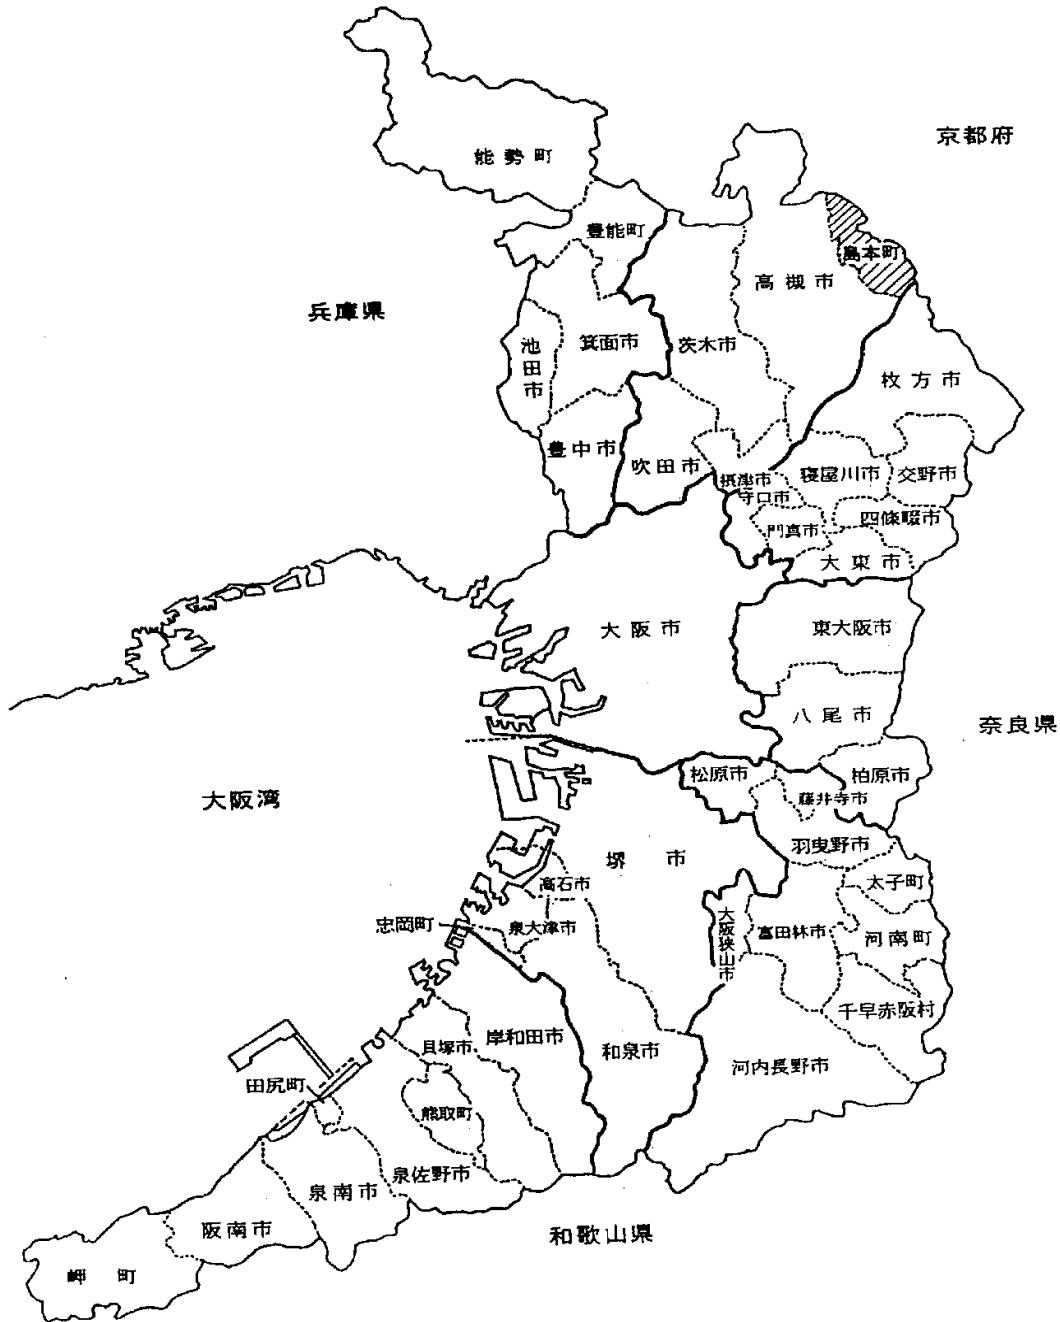 能勢町
京都府
豊能町
島本町
高槻市
兵庫県
箕面市
茨木市
池田市
枚方市
豊中市
吹田市
摂津市
寝屋川市
交野市
守口市
四條畷市
門真市
大東市
大阪市
東大阪市
八尾市
奈良県
松原市
柏原市
大阪湾
藤井寺市
羽曳野市
堺市
高石市
太子町
忠岡町
泉大津市
大阪狭山市
富田林市
河南町
千早赤阪村
貝塚市
岸和田市
和泉市
河内長野市
田尻町
熊取町
泉佐野市
泉南市
阪南市
和歌山県
岬町